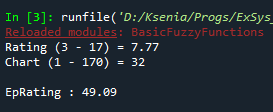 In [3]: runfile('D:/Ksenia/Progs/ExSys_
Reloaded modules: BasicFuzzyFunctions
Rating (3 - 17) = 7.77
Chart (1 - 170) = 32
EpRating : 49.09